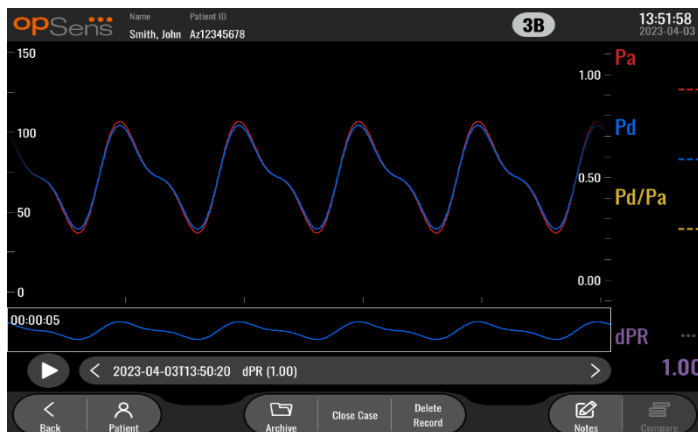 opSens
Name Patient ID
Smith, John Az12345678
3B
13:51:58
2023-04-03
150
100
50
0
1.00
0.50
0.00
Pa
---
Pd
---
Pd/Pa
---
00:00:05
dPR ---
1.00
2023-04-03T13:50:20 dPR (1.00)
Back
Patient
Archive
Close Case
Delete
Record
Notes
Compare